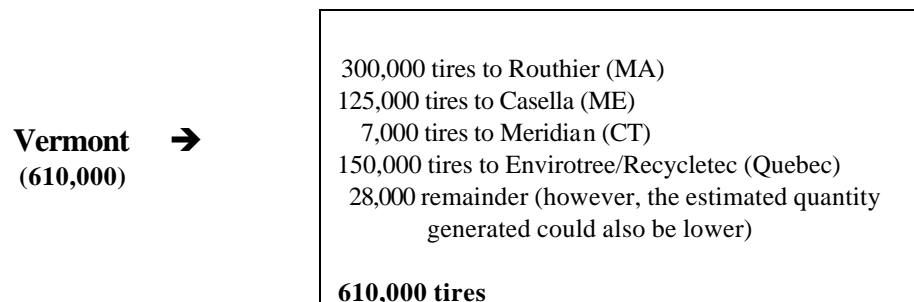 300,000 tires to Routhier (MA)
125,000 tires to Casella (ME)
7,000 tires to Meridian (CT)
Vermont ➔
150,000 tires to Envirotree/Recycletec (Quebec)
(610,000)
28,000 remainder (however, the estimated quantity
generated could also be lower)
610,000 tires